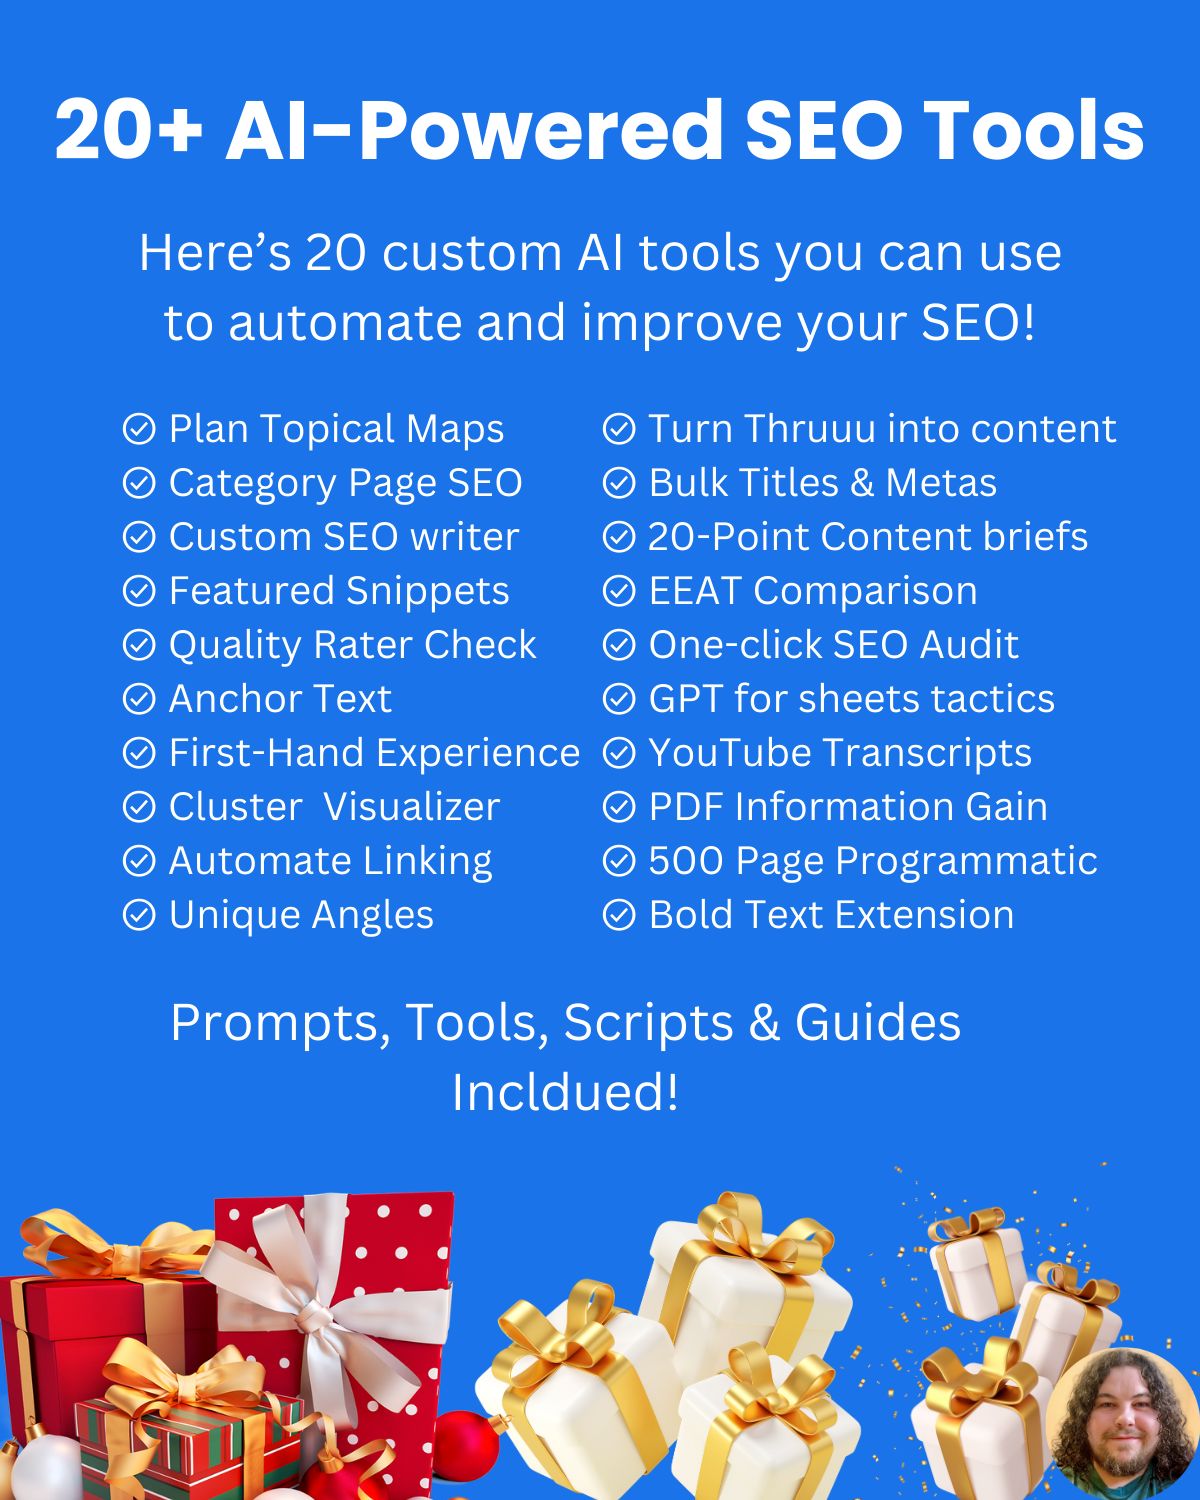 20+ AI-Powered SEO Tools
Here's 20 custom AI tools you can use
to automate and improve your SEO!
Plan Topical Maps
Category Page SEO
Custom SEO writer
Featured Snippets
Quality Rater Check
Anchor Text
First-Hand Experience
Cluster  Visualizer
Automate Linking
Unique Angles
Turn Thruuu into content
Bulk Titles & Metas
20-Point Content briefs
EEAT Comparison
One-click SEO Audit
GPT for sheets tactics
YouTube Transcripts
PDF Information Gain
500 Page Programmatic
Bold Text Extension
Prompts, Tools, Scripts & Guides
Incldued!